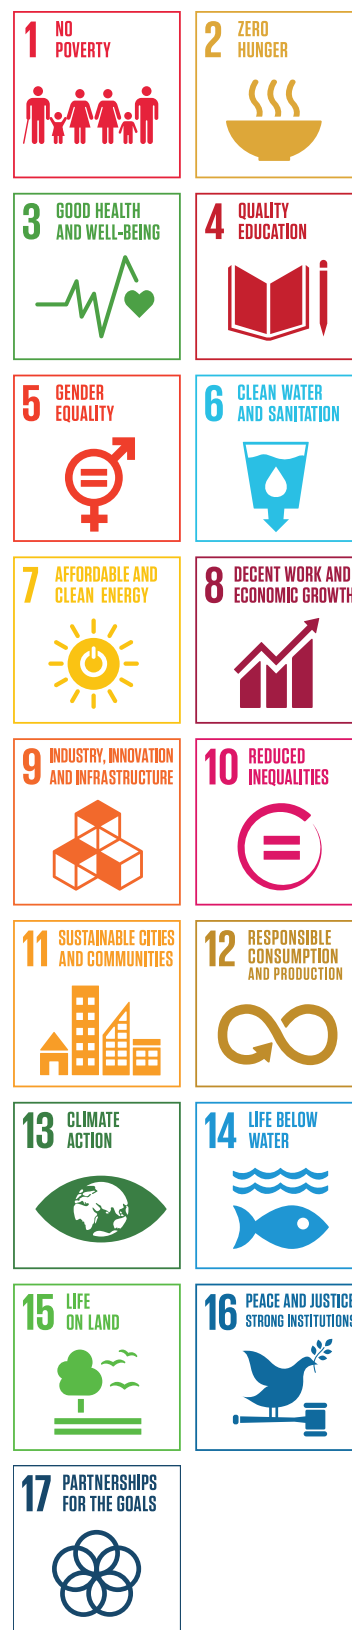 1 NO
POVERTY
2 ZERO
HUNGER
3 GOOD HEALTH
AND WELL-BEING
4 QUALITY
EDUCATION
5 GENDER
EQUALITY
6 CLEAN WATER
AND SANITATION
7 AFFORDABLE AND
CLEAN ENERGY
8 DECENT WORK AND
ECONOMIC GROWTH
9 INDUSTRY, INNOVATION
AND INFRASTRUCTURE
10 REDUCED
INEQUALITIES
11 SUSTAINABLE CITIES
AND COMMUNITIES
12 RESPONSIBLE
CONSUMPTION
AND PRODUCTION
13 CLIMATE
ACTION
14 LIFE BELOW
WATER
15 LIFE
ON LAND
16 PEACE AND JUSTICE
STRONG INSTITUTIONS
17 PARTNERSHIPS
FOR THE GOALS